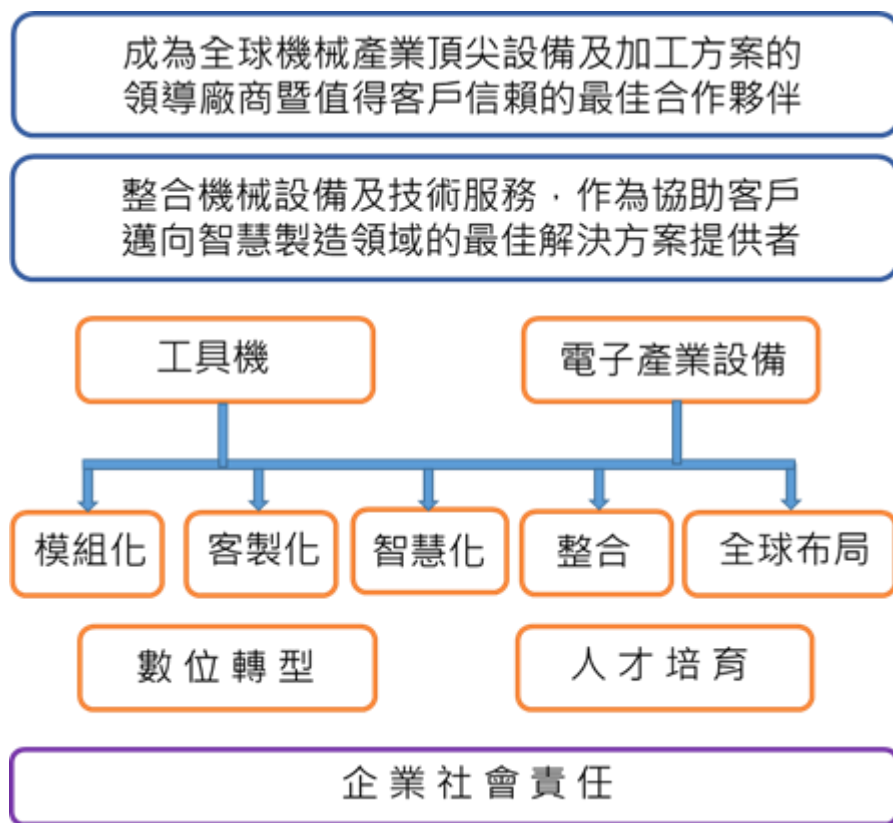 成為全球機械產業頂尖設備及加工方案的
領導廠商暨值得客戶信賴的最佳合作夥伴
整合機械設備及技術服務，作為協助客戶
邁向智慧製造領域的最佳解決方案提供者
工具機
電子產業設備
模組化
客製化
智慧化
整合
全球布局
數位轉型
人才培育
企業社會責任